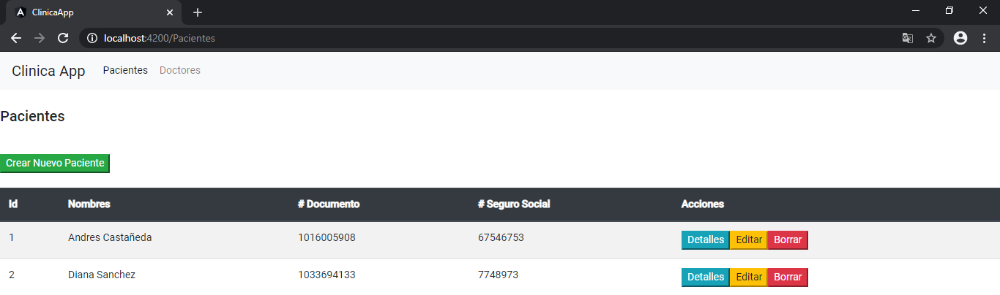 ClinicaApp
localhost:4200/Pacientes
Clinica App Pacientes Doctores
Pacientes
Crear Nuevo Paciente
Id Nombres # Documento # Seguro Social Acciones
1 Andres Castañeda 1016005908 67546753 Detalles Editar Borrar
2 Diana Sanchez 1033694133 7748973 Detalles Editar Borrar